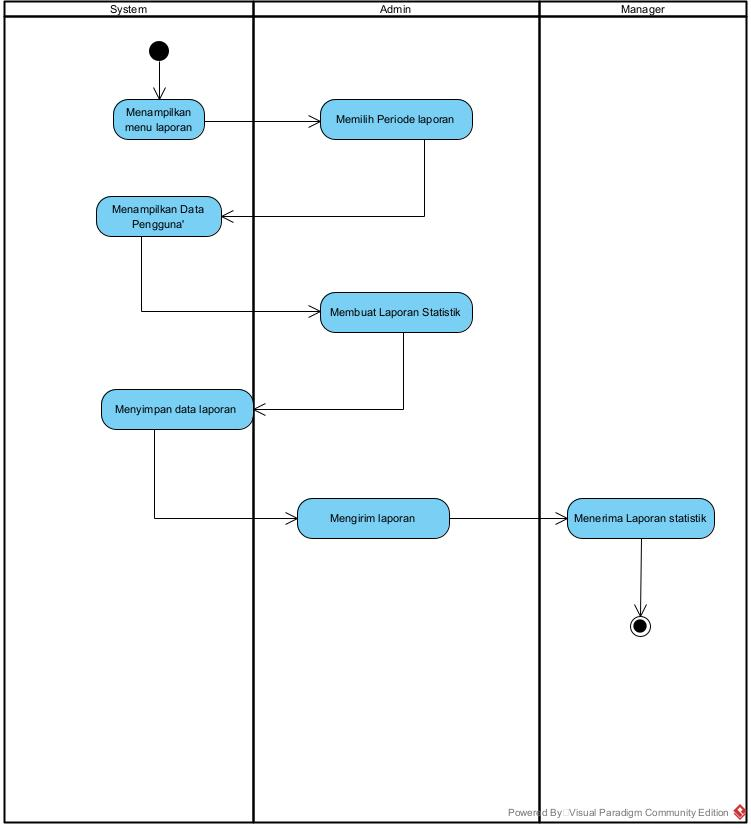 System
Admin
Manager
Menampilkan
menu laporan
Memilih Periode laporan
Menampilkan Data
Pengguna'
Membuat Laporan Statistik
Menyimpan data laporan
Mengirim laporan
Menerima Laporan statistik
Powered By Visual Paradigm Community Edition